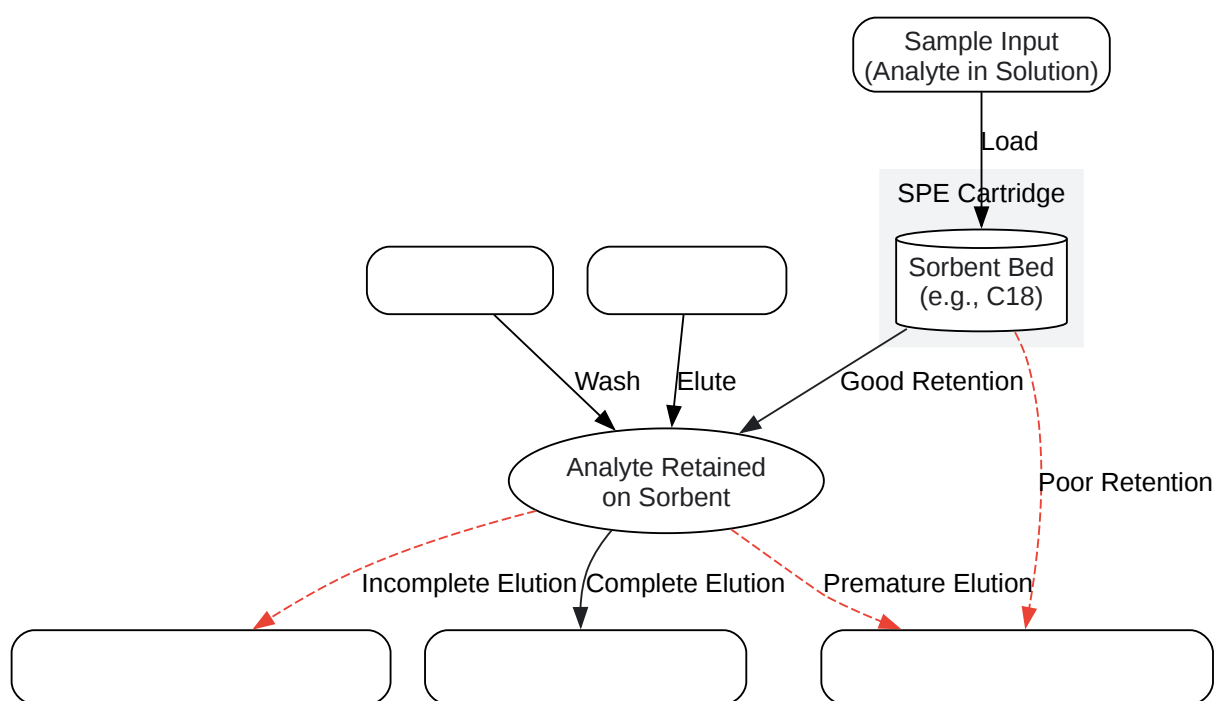 Sample Input
(Analyte in Solution)
Load
SPE Cartridge
Sorbent Bed
(e.g., C18)
Wash
Elute
Good Retention
Analyte Retained
on Sorbent
Poor Retention
Incomplete Elution
Complete Elution
Premature Elution